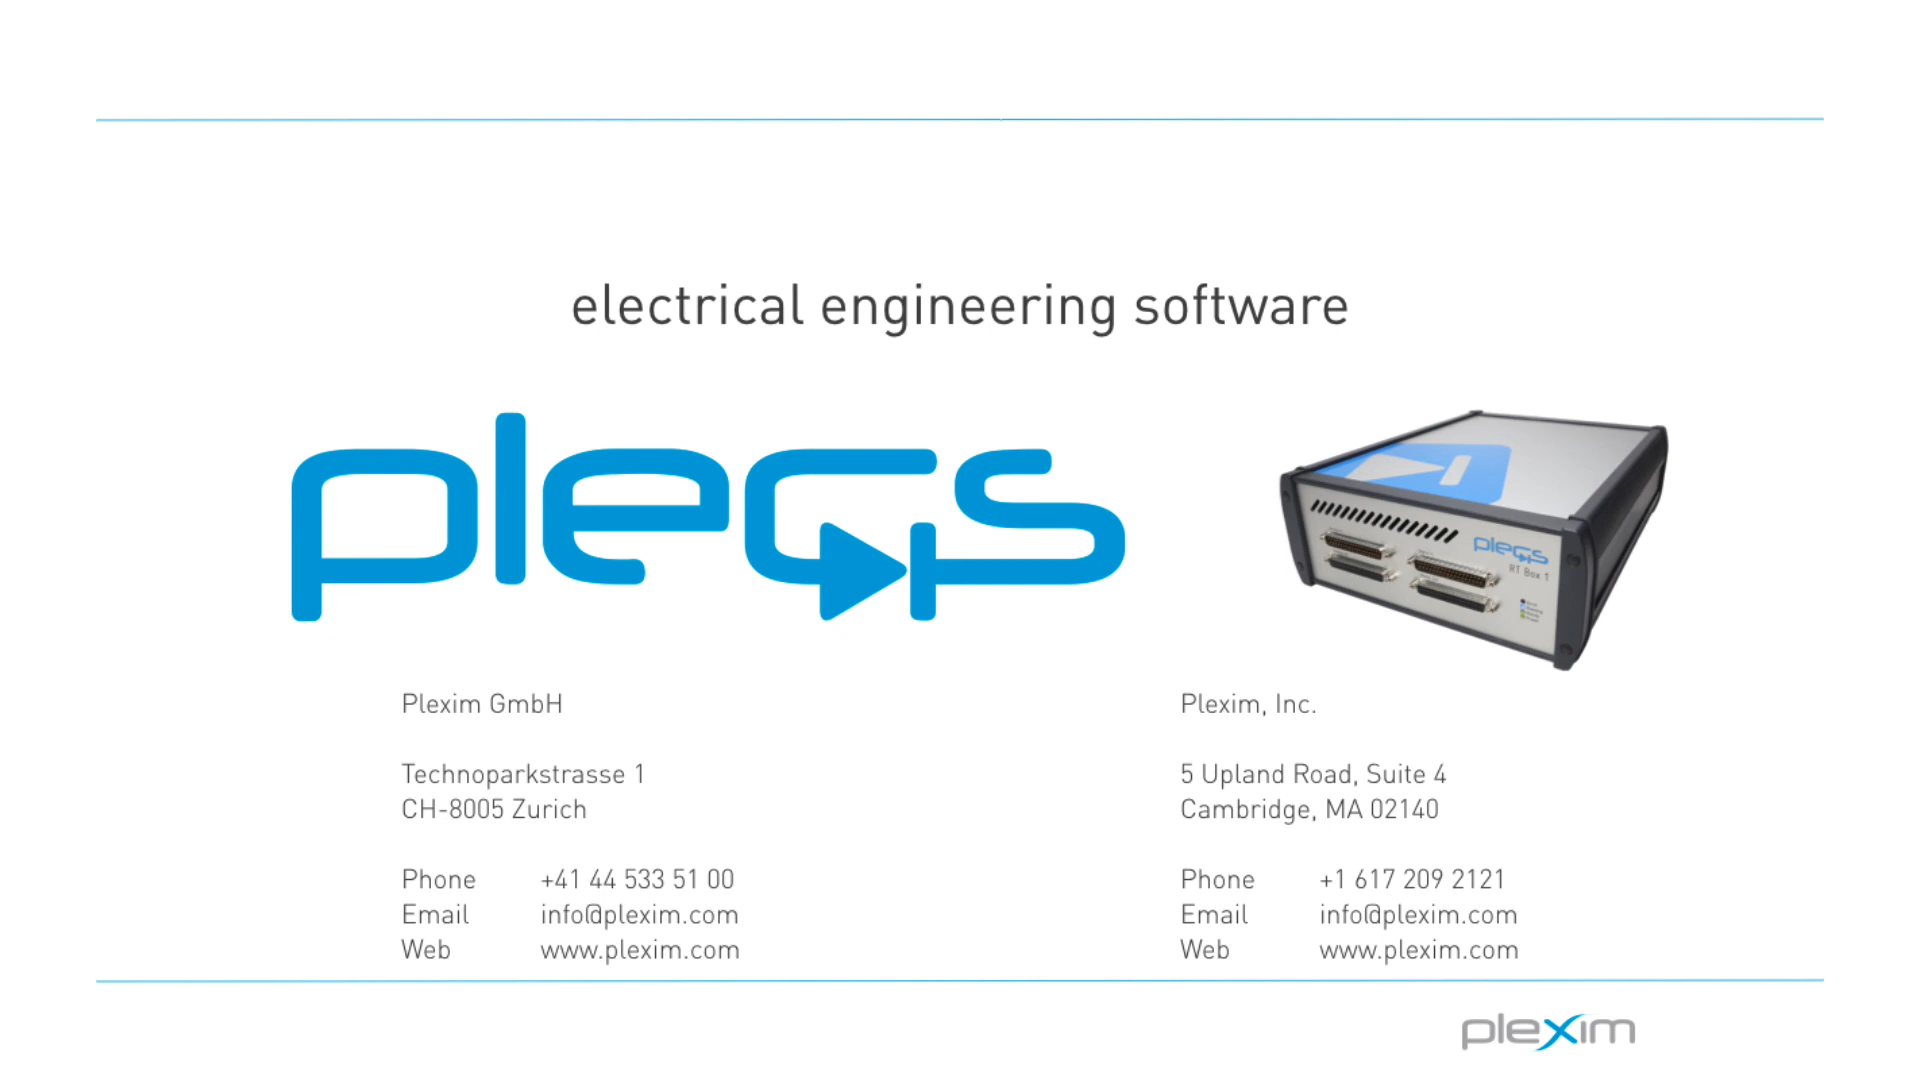 electrical engineering software
plecs
plecs
RT Box 1
Plexim GmbH
Technoparkstrasse 1
CH-8005 Zurich
Phone +41 44 533 51 00
Email info@plexim.com
Web www.plexim.com
Plexim, Inc.
5 Upland Road, Suite 4
Cambridge, MA 02140
Phone +1 617 209 2121
Email info@plexim.com
Web www.plexim.com
plexim